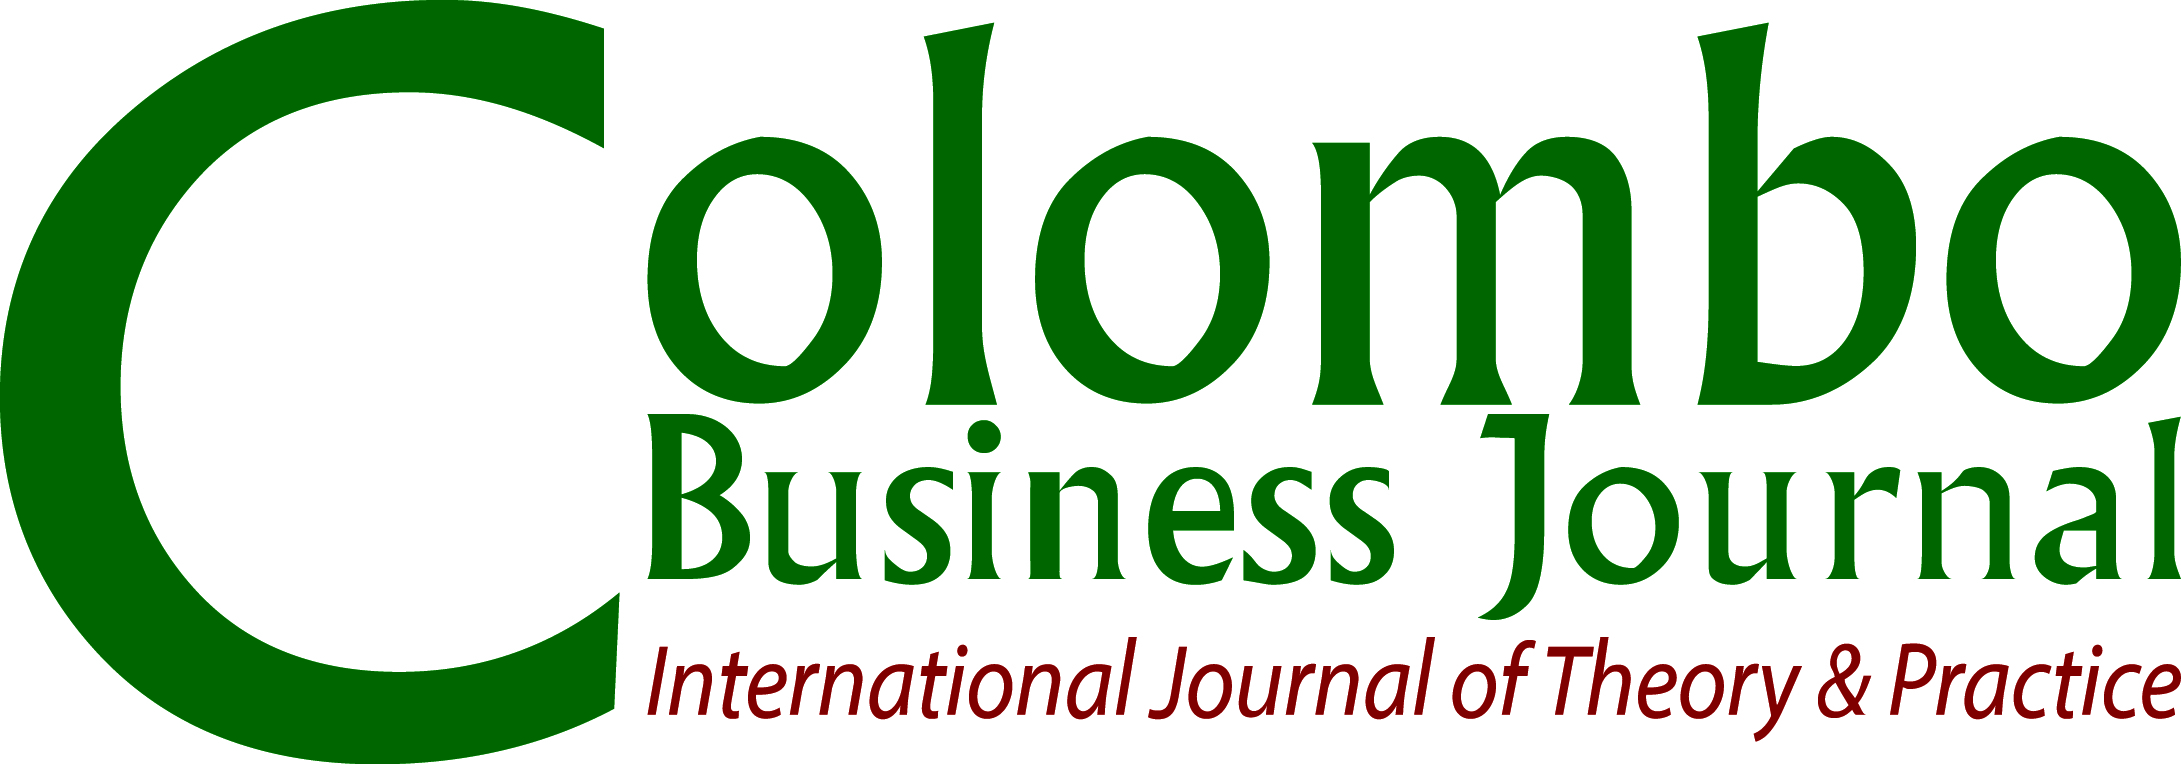 Colombo
Business Journal
International Journal of Theory & Practice